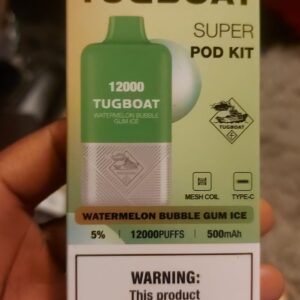 TUGBOAT
SUPER
POD KIT
12000
TUGBOAT
WATERMELON BUBBLE
GUM ICE
TUGBOAT
MESH COIL
TYPE-C
WATERMELON BUBBLE GUM ICE
5% | 12000PUFFS | 500mAh
WARNING:
This product